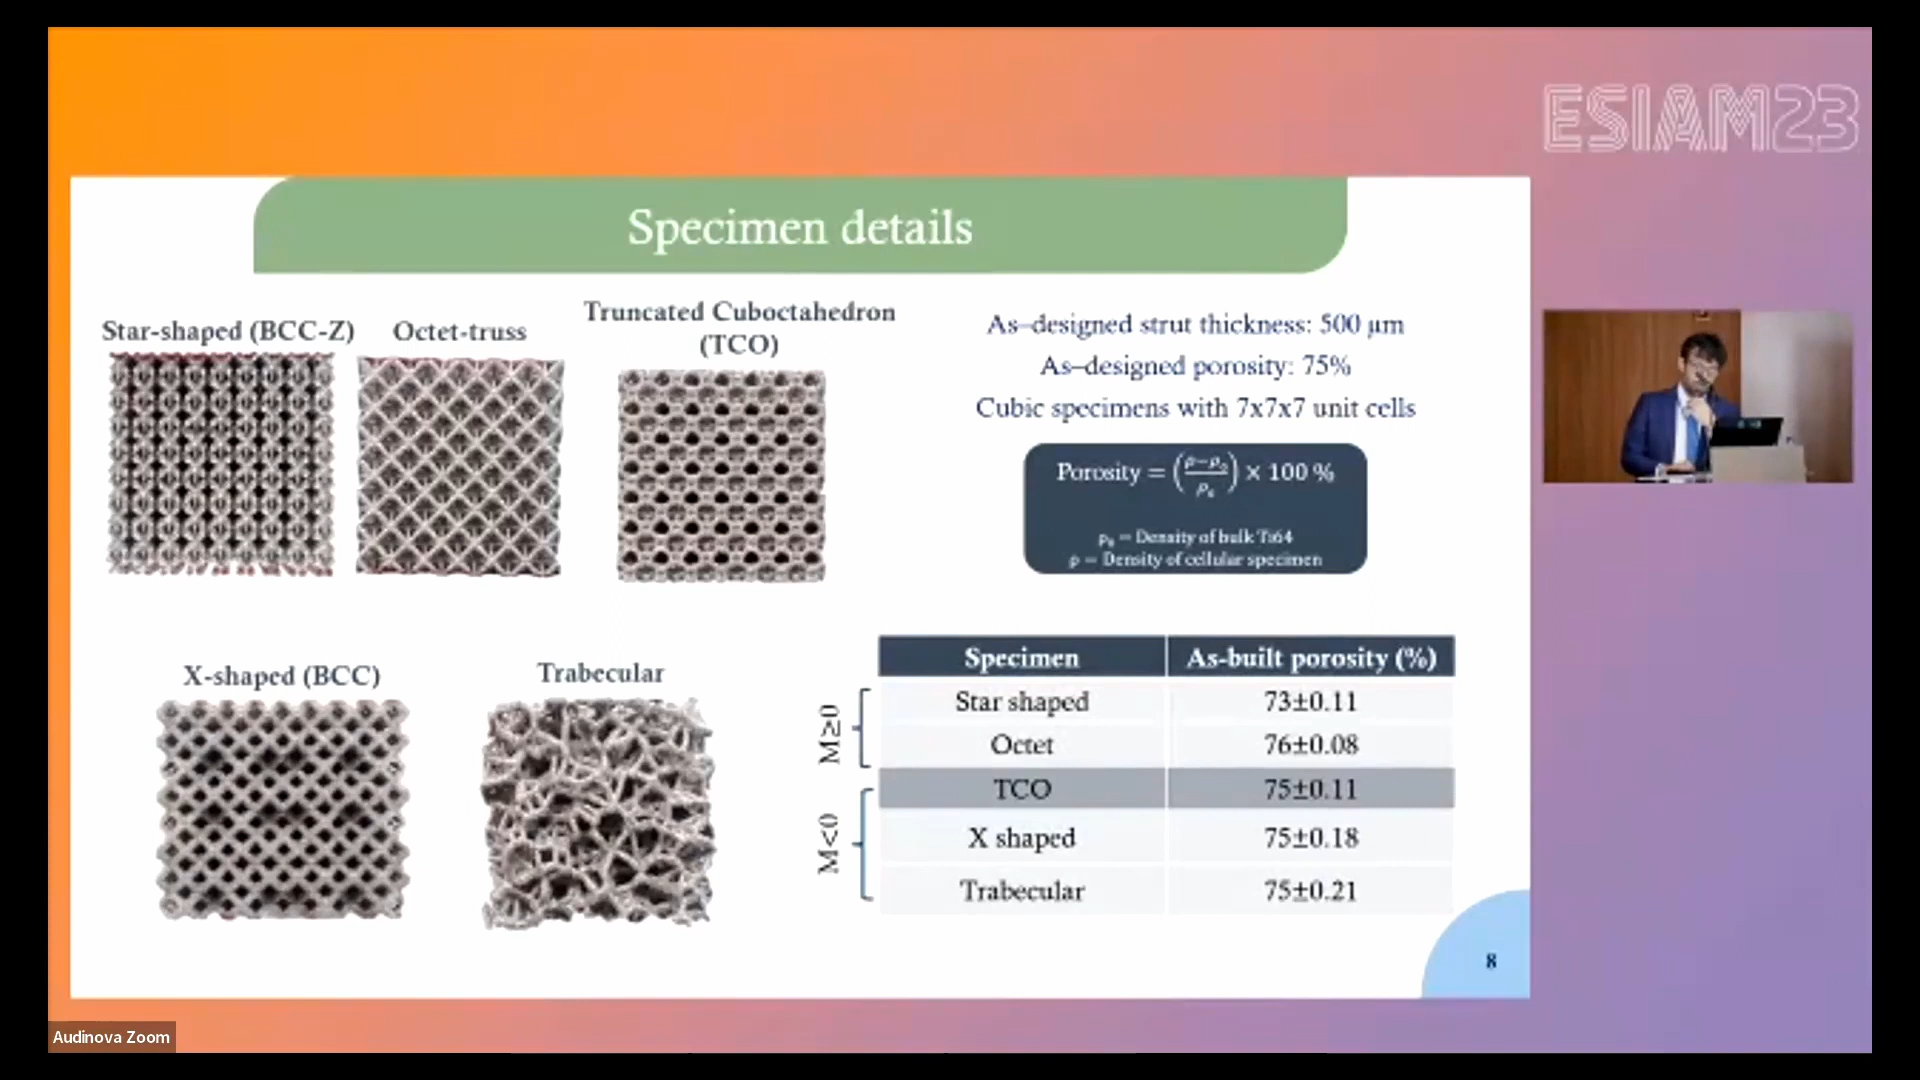 ESIAM23
Specimen details
Star-shaped (BCC-Z)
Octet-truss
Truncated Cuboctahedron
(TCO)
As–designed strut thickness: 500 μm
As–designed porosity: 75%
Cubic specimens with 7x7x7 unit cells
Porosity = (ρ−ρₛ / ρₛ) × 100 %
ρₛ = Density of bulk Ti64
ρ = Density of cellular specimen
X-shaped (BCC)
Trabecular
Specimen As-built porosity (%)
M≥0
Star shaped 73±0.11
Octet 76±0.08
TCO 75±0.11
M<0
X shaped 75±0.18
Trabecular 75±0.21
8
Audinova Zoom